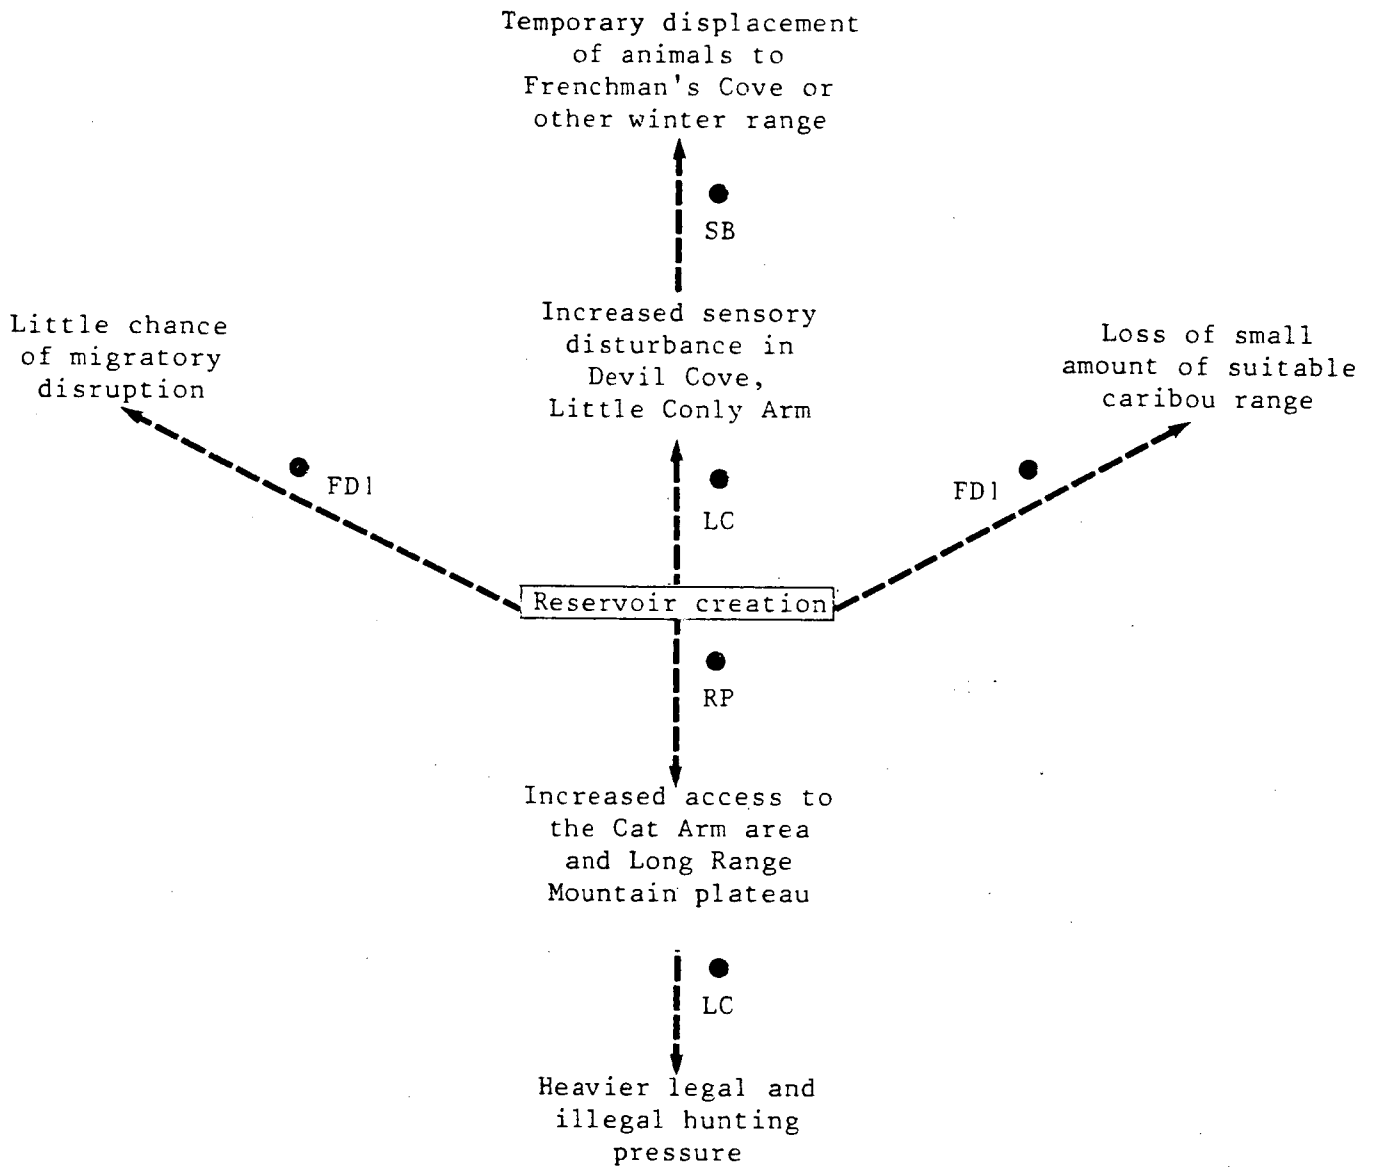 Temporary displacement
of animals to
Frenchman's Cove or
other winter range
SB
Increased sensory
disturbance in
Devil Cove,
Little Conly Arm
Little chance
of migratory
disruption
Loss of small
amount of suitable
caribou range
FD1
FD1
LC
Reservoir creation
RP
Increased access to
the Cat Arm area
and Long Range
Mountain plateau
LC
Heavier legal and
illegal hunting
pressure